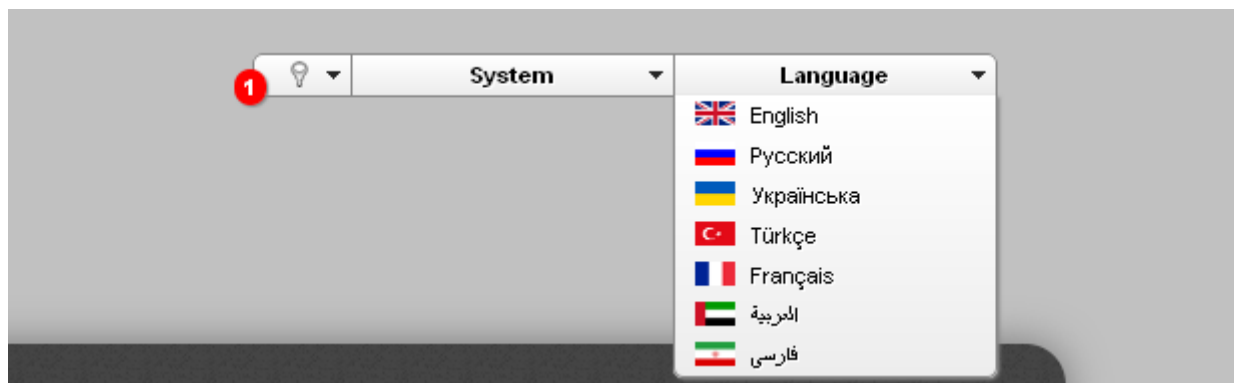 1
System
Language
English
Русский
Українська
Türkçe
Français
العربية
فارسی